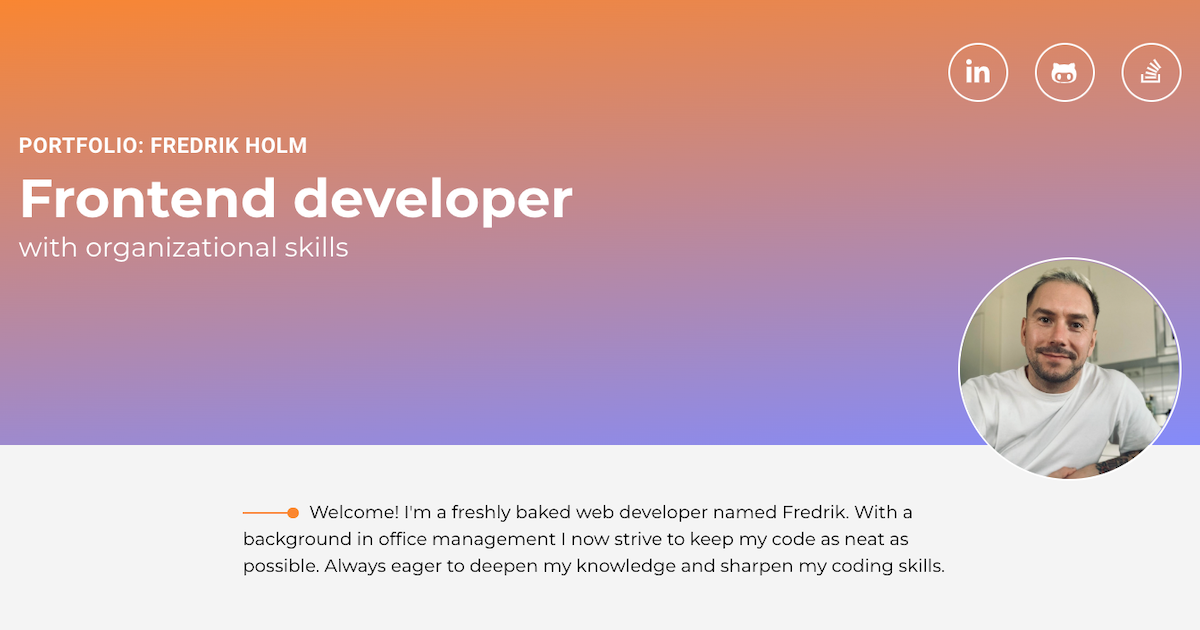 in
PORTFOLIO: FREDRIK HOLM
Frontend developer
with organizational skills
Welcome! I'm a freshly baked web developer named Fredrik. With a
background in office management I now strive to keep my code as neat as
possible. Always eager to deepen my knowledge and sharpen my coding skills.